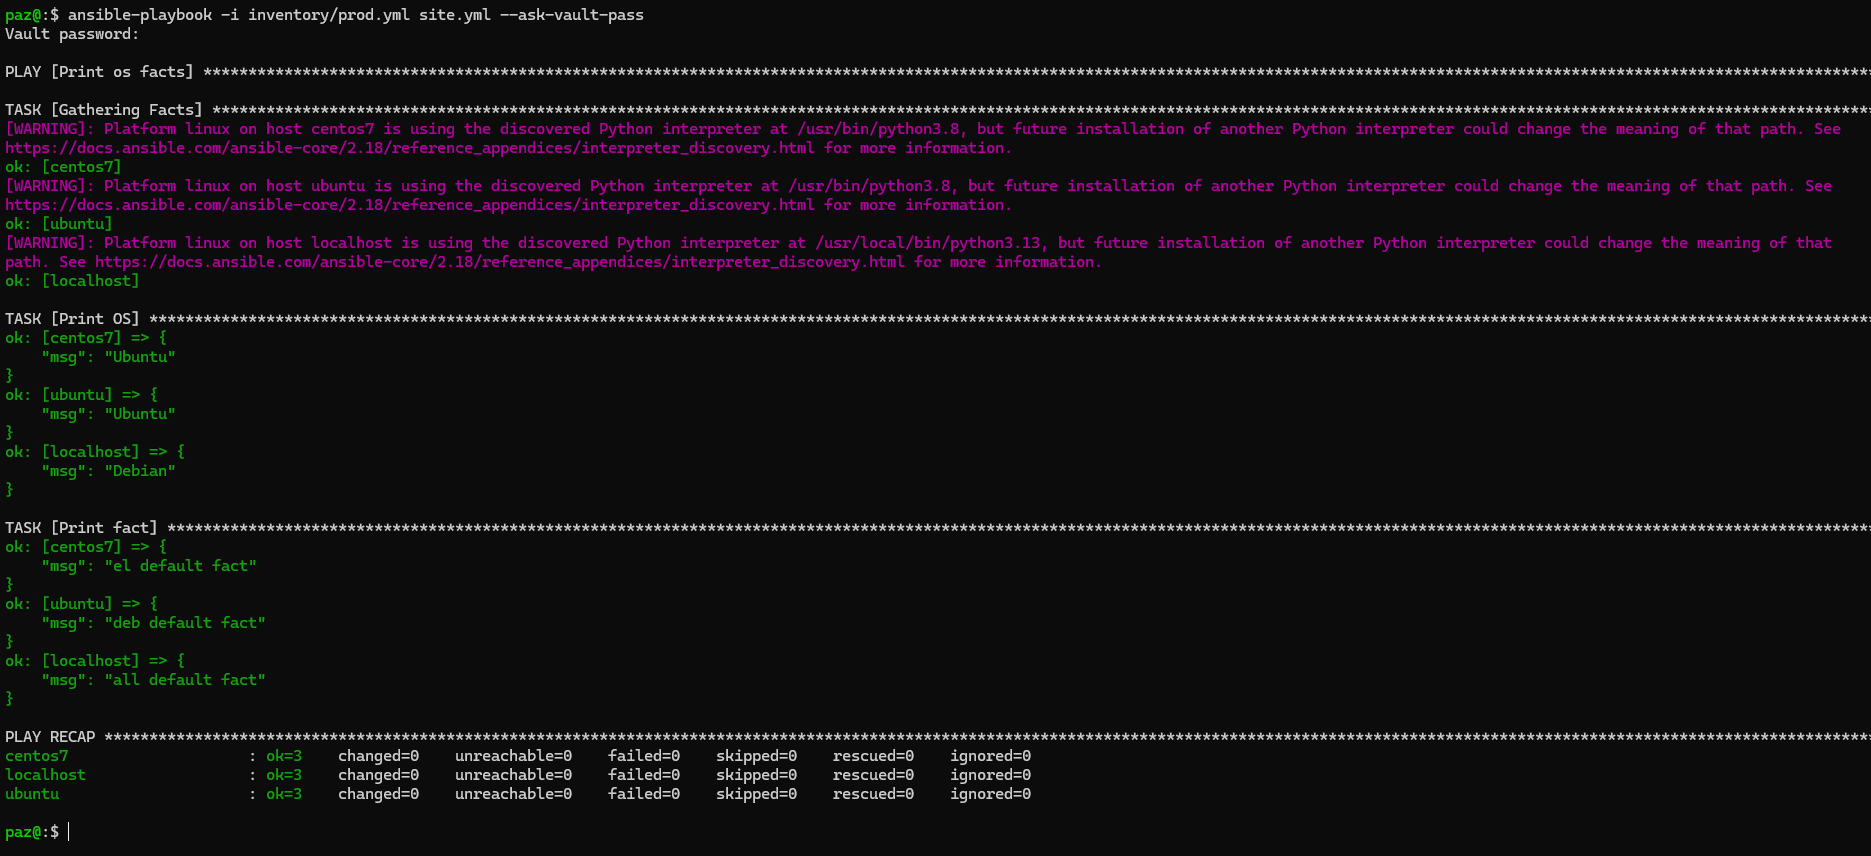 paz@:$ ansible-playbook -i inventory/prod.yml site.yml --ask-vault-pass
Vault password:
PLAY [Print os facts] ****************************************************************************************************************************************************************************************
TASK [Gathering Facts] ***************************************************************************************************************************************************************************************
[WARNING]: Platform linux on host centos7 is using the discovered Python interpreter at /usr/bin/python3.8, but future installation of another Python interpreter could change the meaning of that path. See
https://docs.ansible.com/ansible-core/2.18/reference_appendices/interpreter_discovery.html for more information.
ok: [centos7]
[WARNING]: Platform linux on host ubuntu is using the discovered Python interpreter at /usr/bin/python3.8, but future installation of another Python interpreter could change the meaning of that path. See
https://docs.ansible.com/ansible-core/2.18/reference_appendices/interpreter_discovery.html for more information.
ok: [ubuntu]
[WARNING]: Platform linux on host localhost is using the discovered Python interpreter at /usr/local/bin/python3.13, but future installation of another Python interpreter could change the meaning of that
path. See https://docs.ansible.com/ansible-core/2.18/reference_appendices/interpreter_discovery.html for more information.
ok: [localhost]
TASK [Print OS] **********************************************************************************************************************************************************************************************
ok: [centos7] => {
    "msg": "Ubuntu"
}
ok: [ubuntu] => {
    "msg": "Ubuntu"
}
ok: [localhost] => {
    "msg": "Debian"
}
TASK [Print fact] ********************************************************************************************************************************************************************************************
ok: [centos7] => {
    "msg": "el default fact"
}
ok: [ubuntu] => {
    "msg": "deb default fact"
}
ok: [localhost] => {
    "msg": "all default fact"
}
PLAY RECAP ***************************************************************************************************************************************************************************************************
centos7                    : ok=3    changed=0    unreachable=0    failed=0    skipped=0    rescued=0    ignored=0
localhost                  : ok=3    changed=0    unreachable=0    failed=0    skipped=0    rescued=0    ignored=0
ubuntu                     : ok=3    changed=0    unreachable=0    failed=0    skipped=0    rescued=0    ignored=0
paz@:$